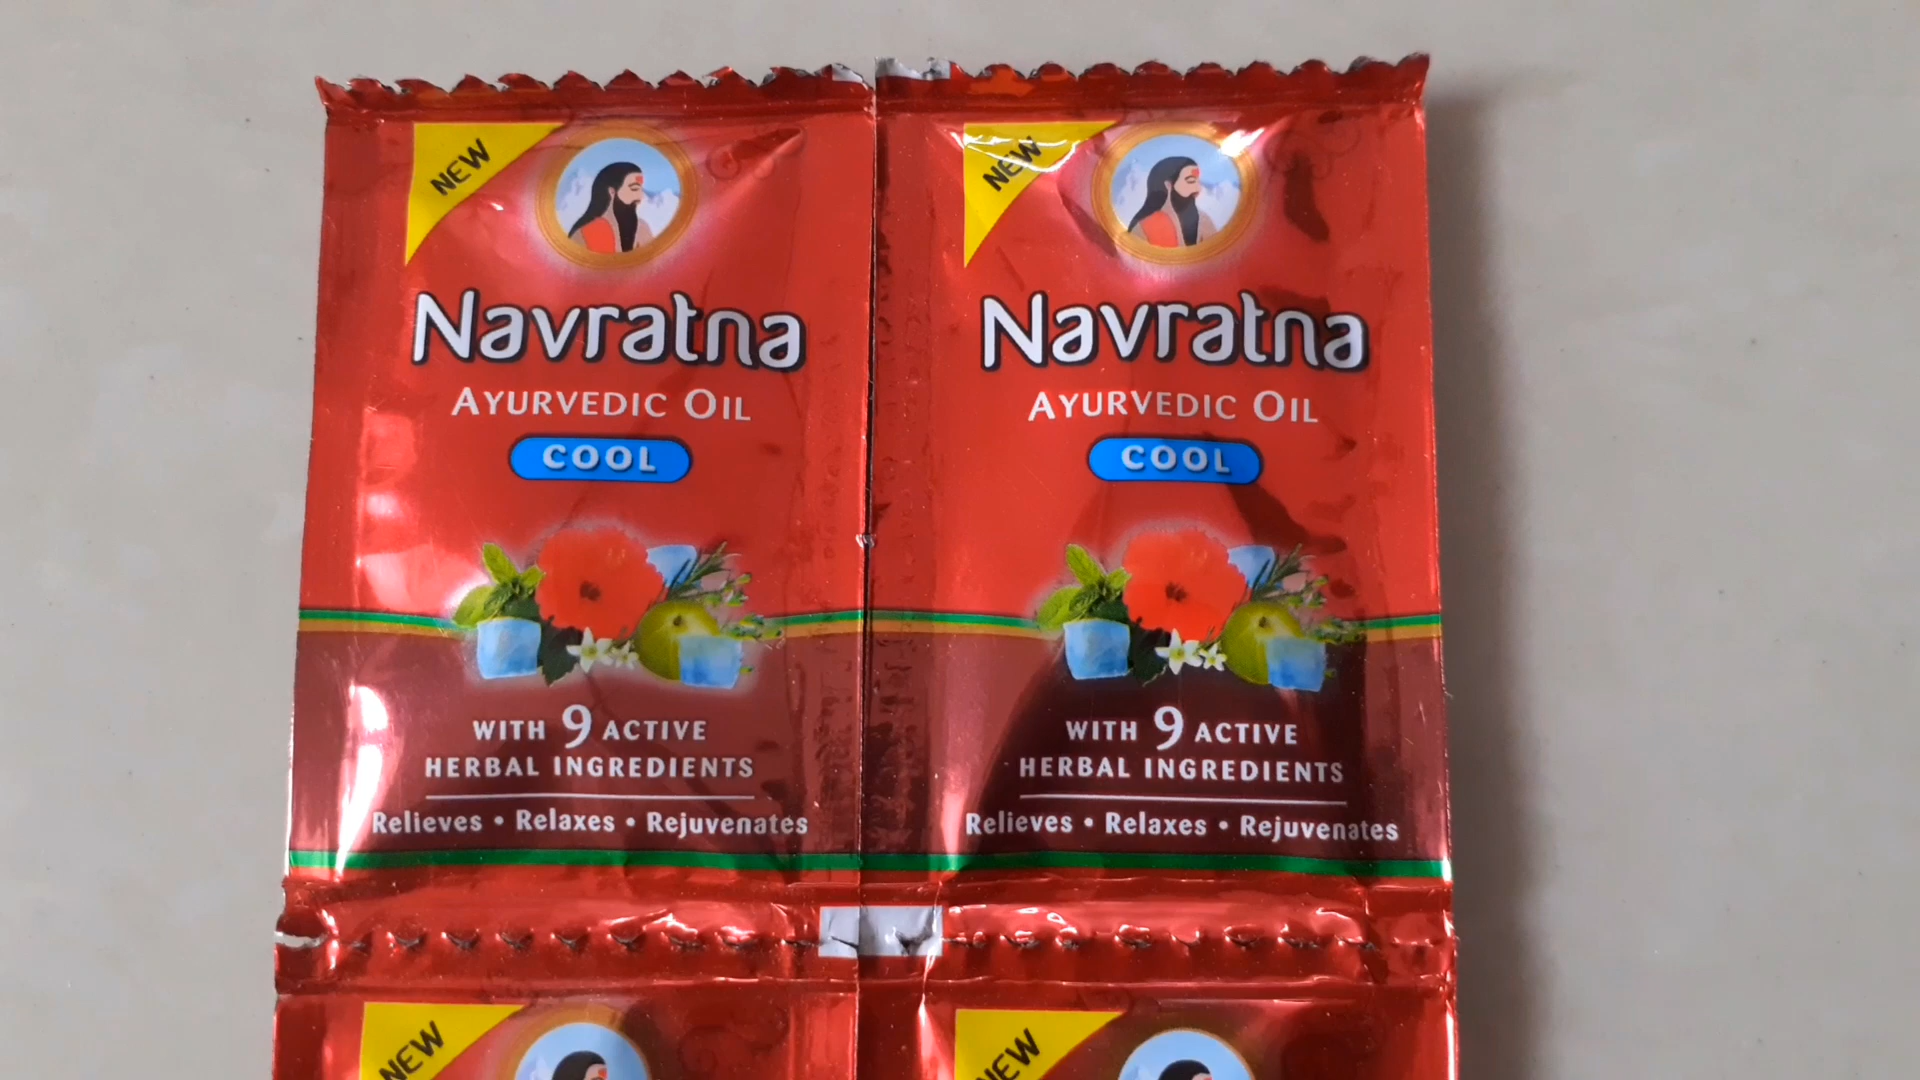 NEW
Navratna
AYURVEDIC OIL
COOL
WITH 9 ACTIVE
HERBAL INGREDIENTS
Relieves • Relaxes • Rejuvenates
NEW
Navratna
AYURVEDIC OIL
COOL
WITH 9 ACTIVE
HERBAL INGREDIENTS
Relieves • Relaxes • Rejuvenates
NEW
NEW